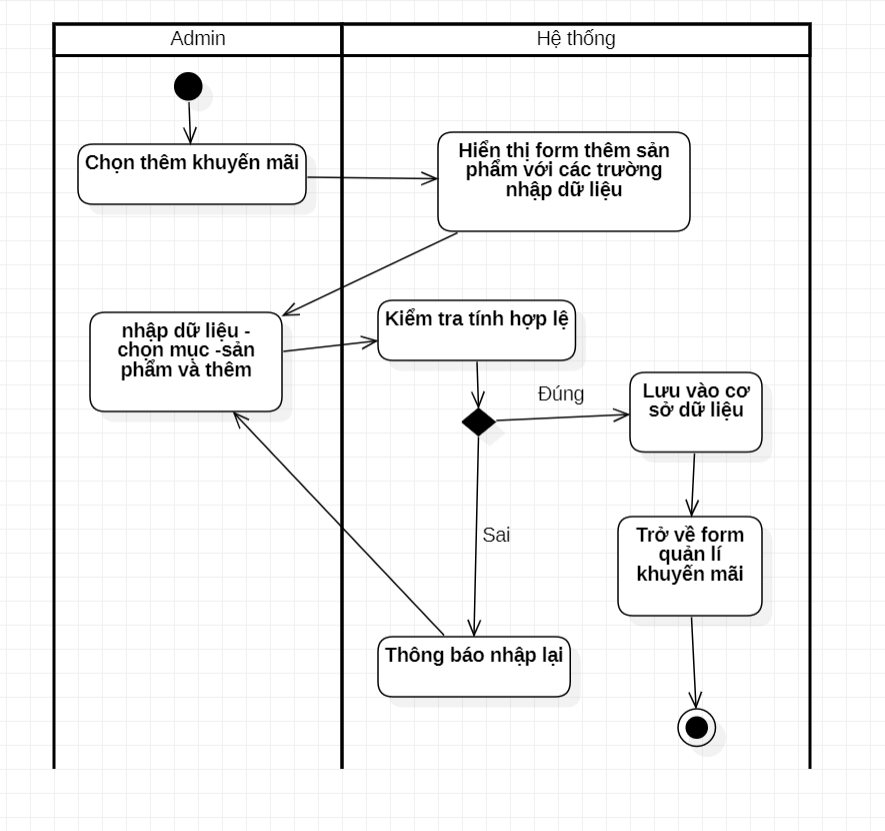 Admin
Hệ thống
Chọn thêm khuyến mãi
Hiển thị form thêm sản
phẩm với các trường
nhập dữ liệu
nhập dữ liệu -
chọn mục -sản
phẩm và thêm
Kiểm tra tính hợp lệ
Đúng
Lưu vào cơ
sở dữ liệu
Sai
Trở về form
quản lí
khuyến mãi
Thông báo nhập lại